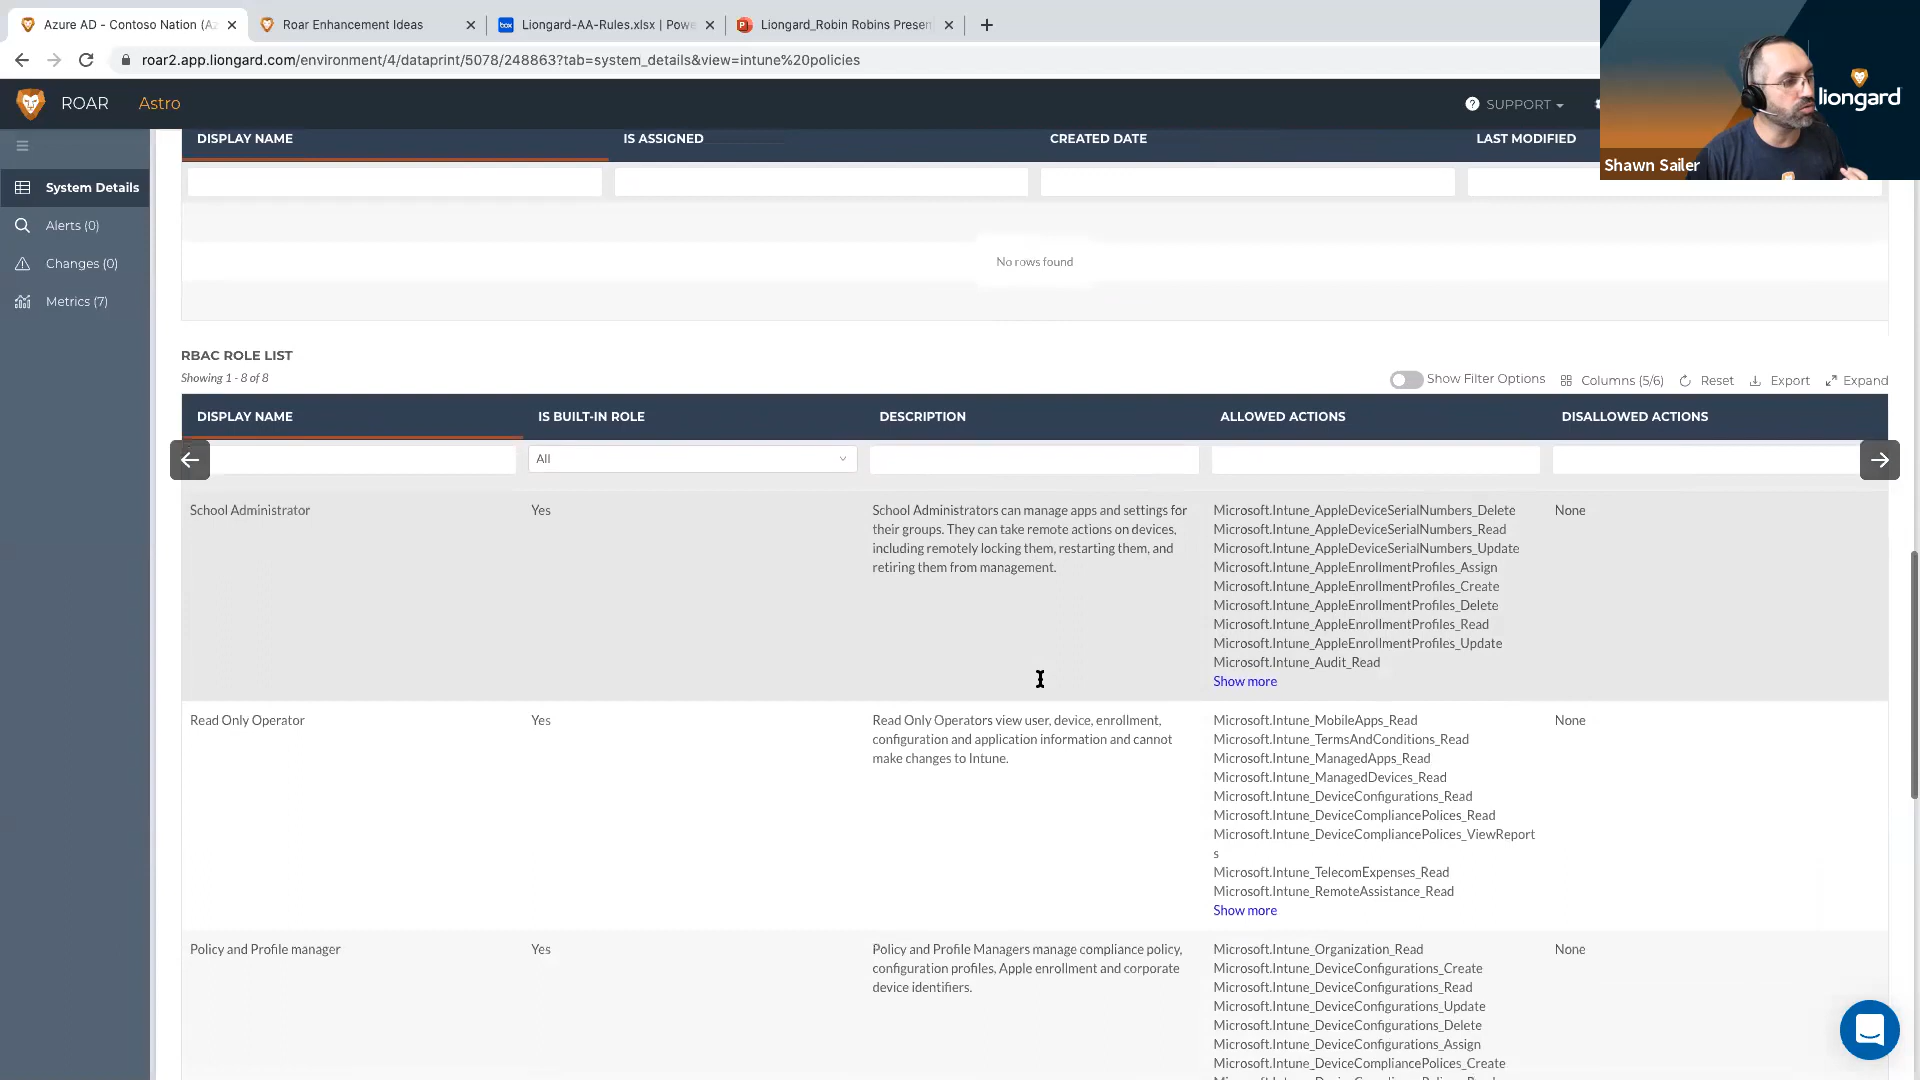 Azure AD - Contoso Nation (Az
Roar Enhancement Ideas
box
Liongard-AA-Rules.xlsx | Powe
Liongard_Robin Robins Presen
roar2.app.liongard.com/environment/4/dataprint/5078/248863?tab=system_details&view=intune%20policies
ROAR
Astro
SUPPORT
liongard
Shawn Sailer
System Details
Alerts (0)
Changes (0)
Metrics (7)
DISPLAY NAME
IS ASSIGNED
CREATED DATE
LAST MODIFIED
No rows found
RBAC ROLE LIST
Showing 1 - 8 of 8
Show Filter Options
Columns (5/6)
Reset
Export
Expand
DISPLAY NAME
IS BUILT-IN ROLE
DESCRIPTION
ALLOWED ACTIONS
DISALLOWED ACTIONS
All
School Administrator
Yes
School Administrators can manage apps and settings for
their groups. They can take remote actions on devices,
including remotely locking them, restarting them, and
retiring them from management.
Microsoft.Intune_AppleDeviceSerialNumbers_Delete
Microsoft.Intune_AppleDeviceSerialNumbers_Read
Microsoft.Intune_AppleDeviceSerialNumbers_Update
Microsoft.Intune_AppleEnrollmentProfiles_Assign
Microsoft.Intune_AppleEnrollmentProfiles_Create
Microsoft.Intune_AppleEnrollmentProfiles_Delete
Microsoft.Intune_AppleEnrollmentProfiles_Read
Microsoft.Intune_AppleEnrollmentProfiles_Update
Microsoft.Intune_Audit_Read
Show more
None
Read Only Operator
Yes
Read Only Operators view user, device, enrollment,
configuration and application information and cannot
make changes to Intune.
Microsoft.Intune_MobileApps_Read
Microsoft.Intune_TermsAndConditions_Read
Microsoft.Intune_ManagedApps_Read
Microsoft.Intune_ManagedDevices_Read
Microsoft.Intune_DeviceConfigurations_Read
Microsoft.Intune_DeviceCompliancePolices_Read
Microsoft.Intune_DeviceCompliancePolices_ViewReport
s
Microsoft.Intune_TelecomExpenses_Read
Microsoft.Intune_RemoteAssistance_Read
Show more
None
Policy and Profile manager
Yes
Policy and Profile Managers manage compliance policy,
configuration profiles, Apple enrollment and corporate
device identifiers.
Microsoft.Intune_Organization_Read
Microsoft.Intune_DeviceConfigurations_Create
Microsoft.Intune_DeviceConfigurations_Read
Microsoft.Intune_DeviceConfigurations_Update
Microsoft.Intune_DeviceConfigurations_Delete
Microsoft.Intune_DeviceConfigurations_Assign
Microsoft.Intune_DeviceCompliancePolices_Create
None